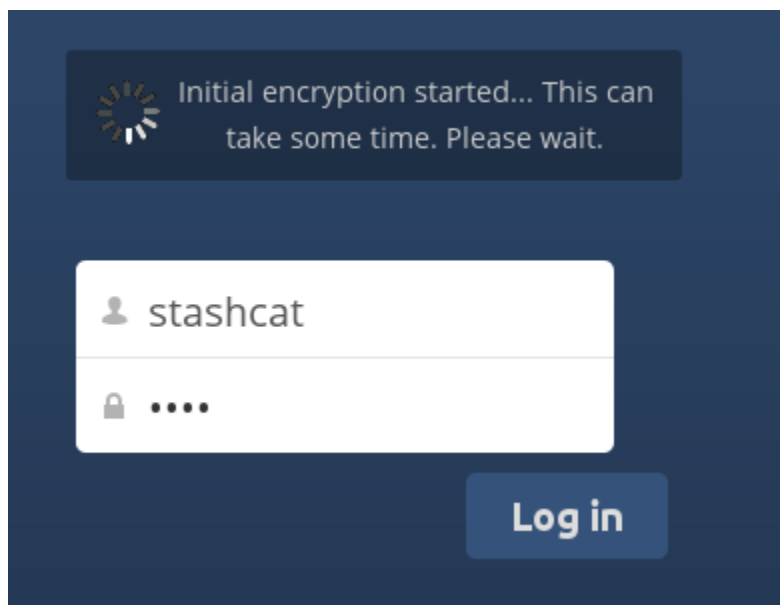 Initial encryption started... This can
take some time. Please wait.
stashcat
••••
Log in